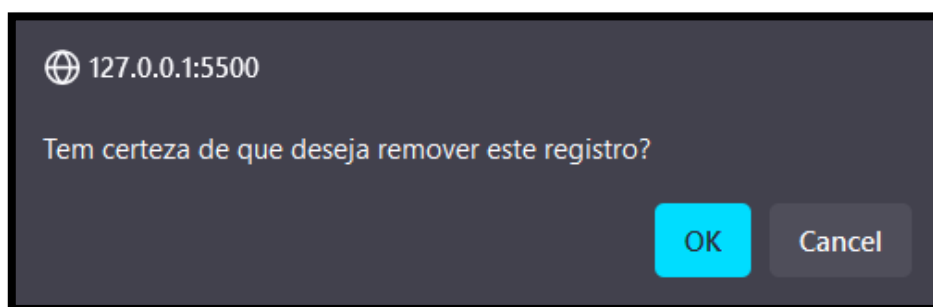 127.0.0.1:5500
Tem certeza de que deseja remover este registro?
OK Cancel